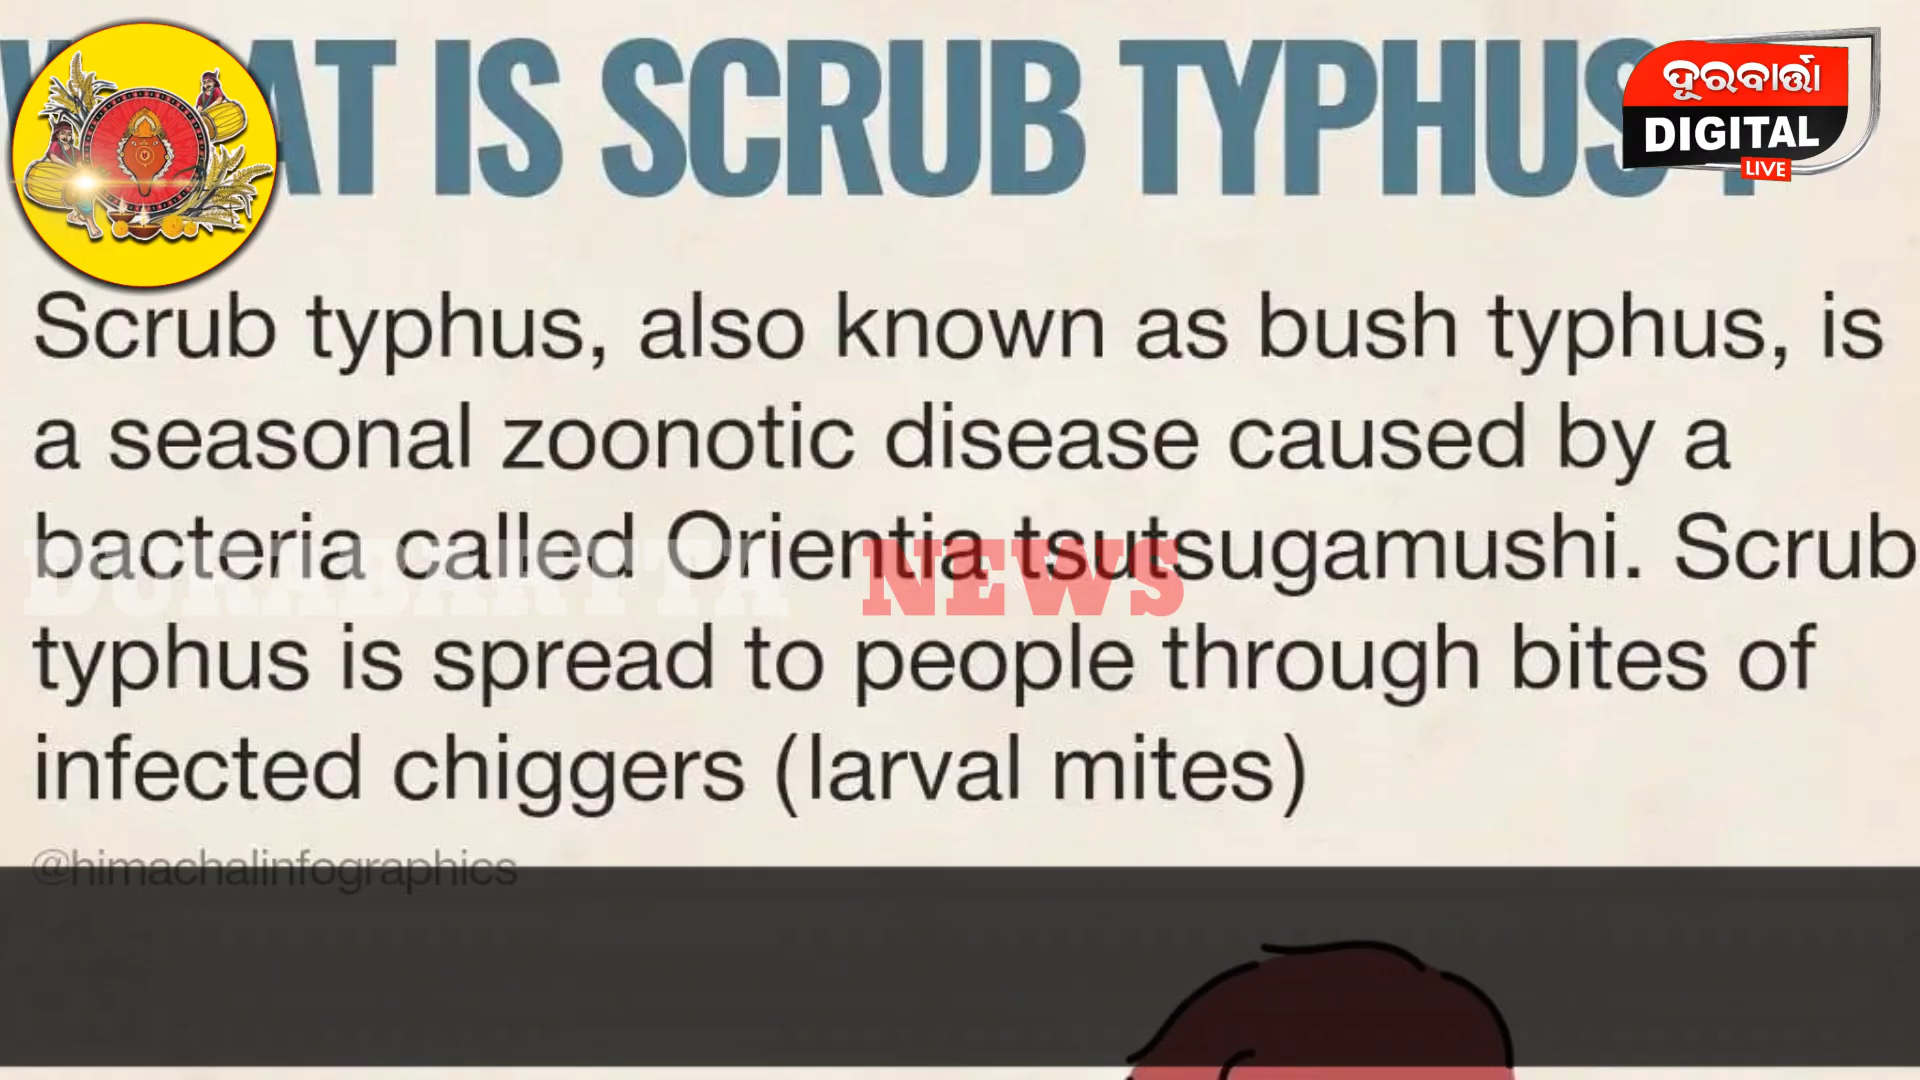 WHAT IS SCRUB TYPHUS ?
ଦୂରବାର୍ତ୍ତା
DIGITAL
LIVE
Scrub typhus, also known as bush typhus, is
a seasonal zoonotic disease caused by a
bacteria called Orientia tsutsugamushi. Scrub
typhus is spread to people through bites of
infected chiggers (larval mites)
DURABARTTA NEWS
@himachalinfographics